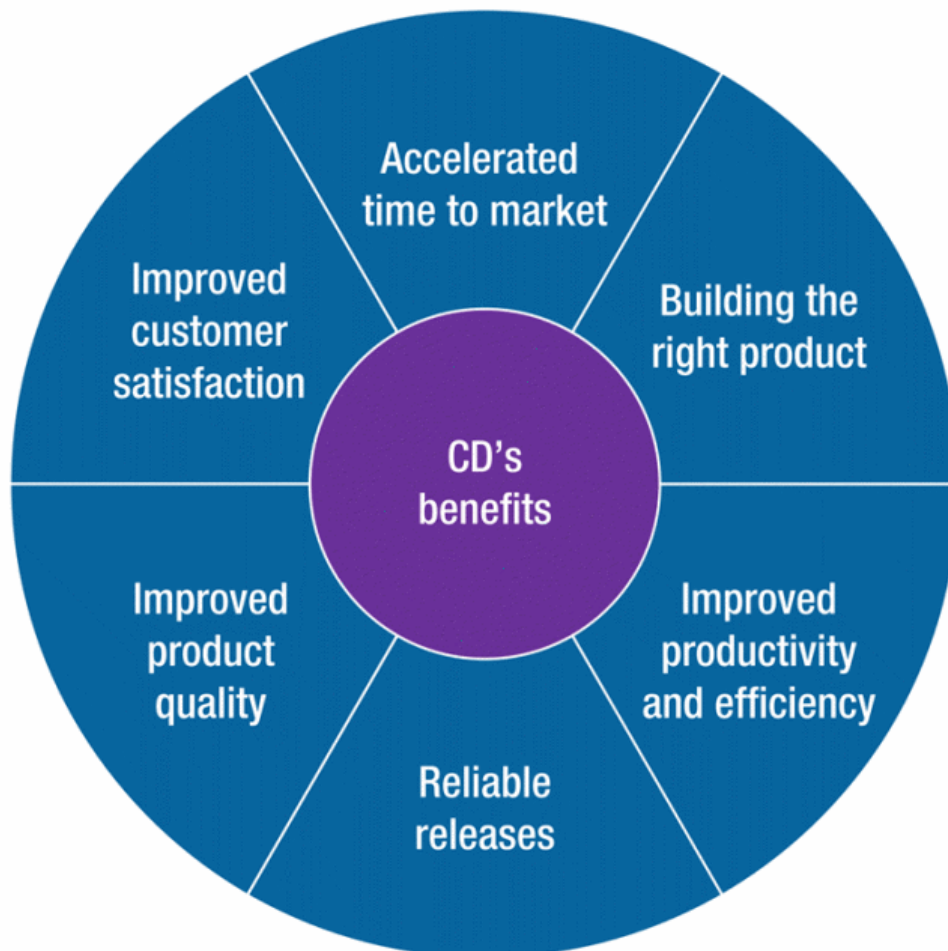 Accelerated
time to market
Building the
right product
Improved
productivity
and efficiency
Reliable
releases
Improved
product
quality
Improved
customer
satisfaction
CD’s
benefits